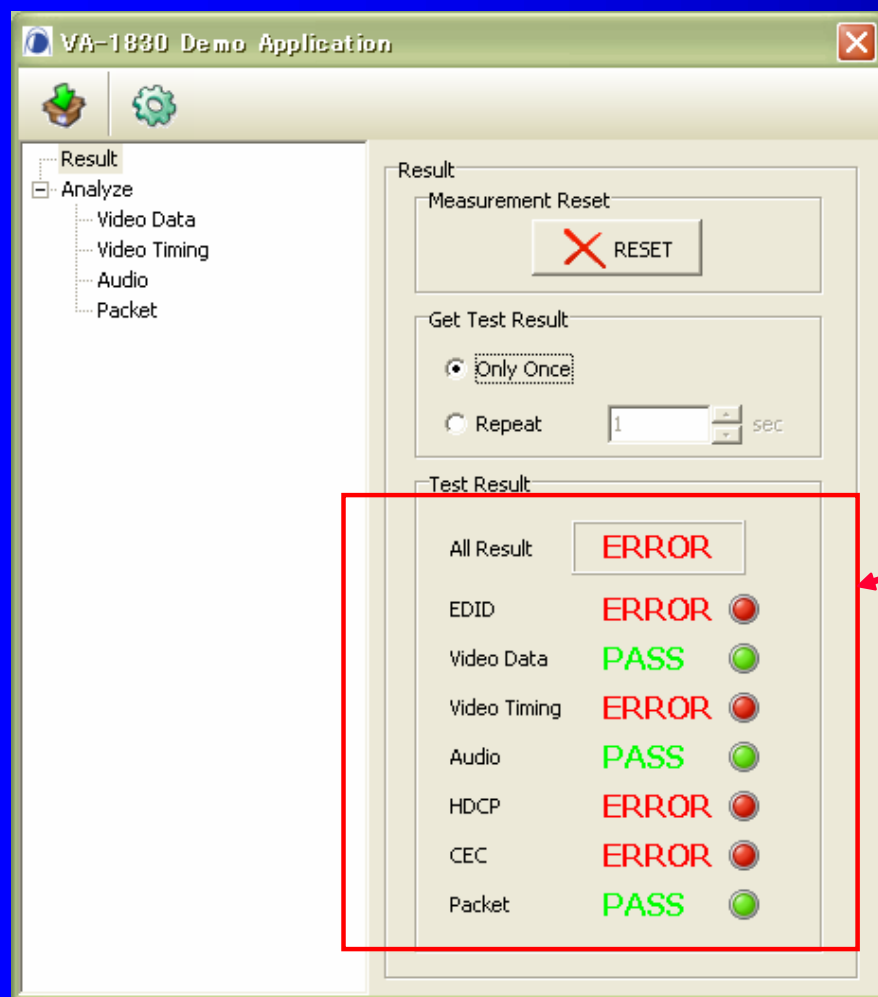 VA-1830 Demo Application
Result
Analyze
Video Data
Video Timing
Audio
Packet
Result
Measurement Reset
RESET
Get Test Result
Only Once
Repeat 1 sec
Test Result
All Result ERROR
EDID ERROR
Video Data PASS
Video Timing ERROR
Audio PASS
HDCP ERROR
CEC ERROR
Packet PASS